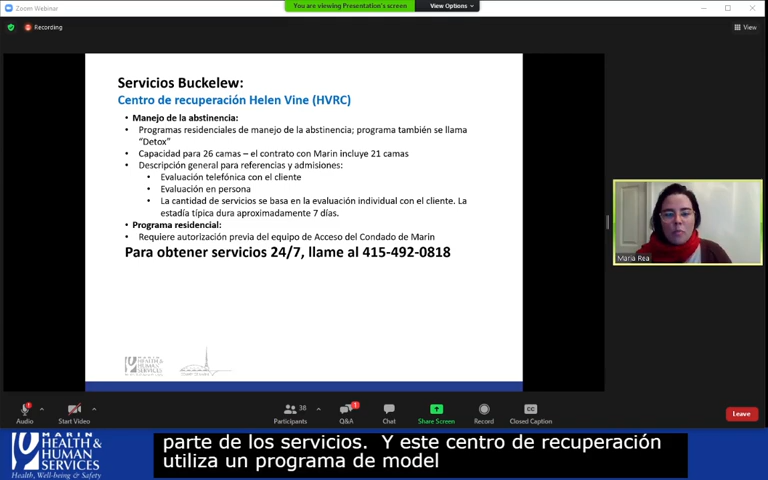 Zoom Webinar
You are viewing Presentation's screen
View Options
Recording
View
Servicios Buckelew:
Centro de recuperación Helen Vine (HVRC)
• Manejo de la abstinencia:
• Programas residenciales de manejo de la abstinencia; programa también se llama
"Detox"
• Capacidad para 26 camas – el contrato con Marin incluye 21 camas
• Descripción general para referencias y admisiones:
• Evaluación telefónica con el cliente
• Evaluación en persona
• La cantidad de servicios se basa en la evaluación individual con el cliente. La
estadía típica dura aproximadamente 7 días.
• Programa residencial:
• Requiere autorización previa del equipo de Acceso del Condado de Marin
Para obtener servicios 24/7, llame al 415-492-0818
Maria Rea
MARIN
HEALTH &
HUMAN
SERVICES
Audio
Start Video
38
Participants
1
Q&A
Chat
Share Screen
Record
CC
Closed Caption
Leave
MARIN
HEALTH &
HUMAN
SERVICES
Health, Well-being & Safety
parte de los servicios. Y este centro de recuperación
utiliza un programa de model